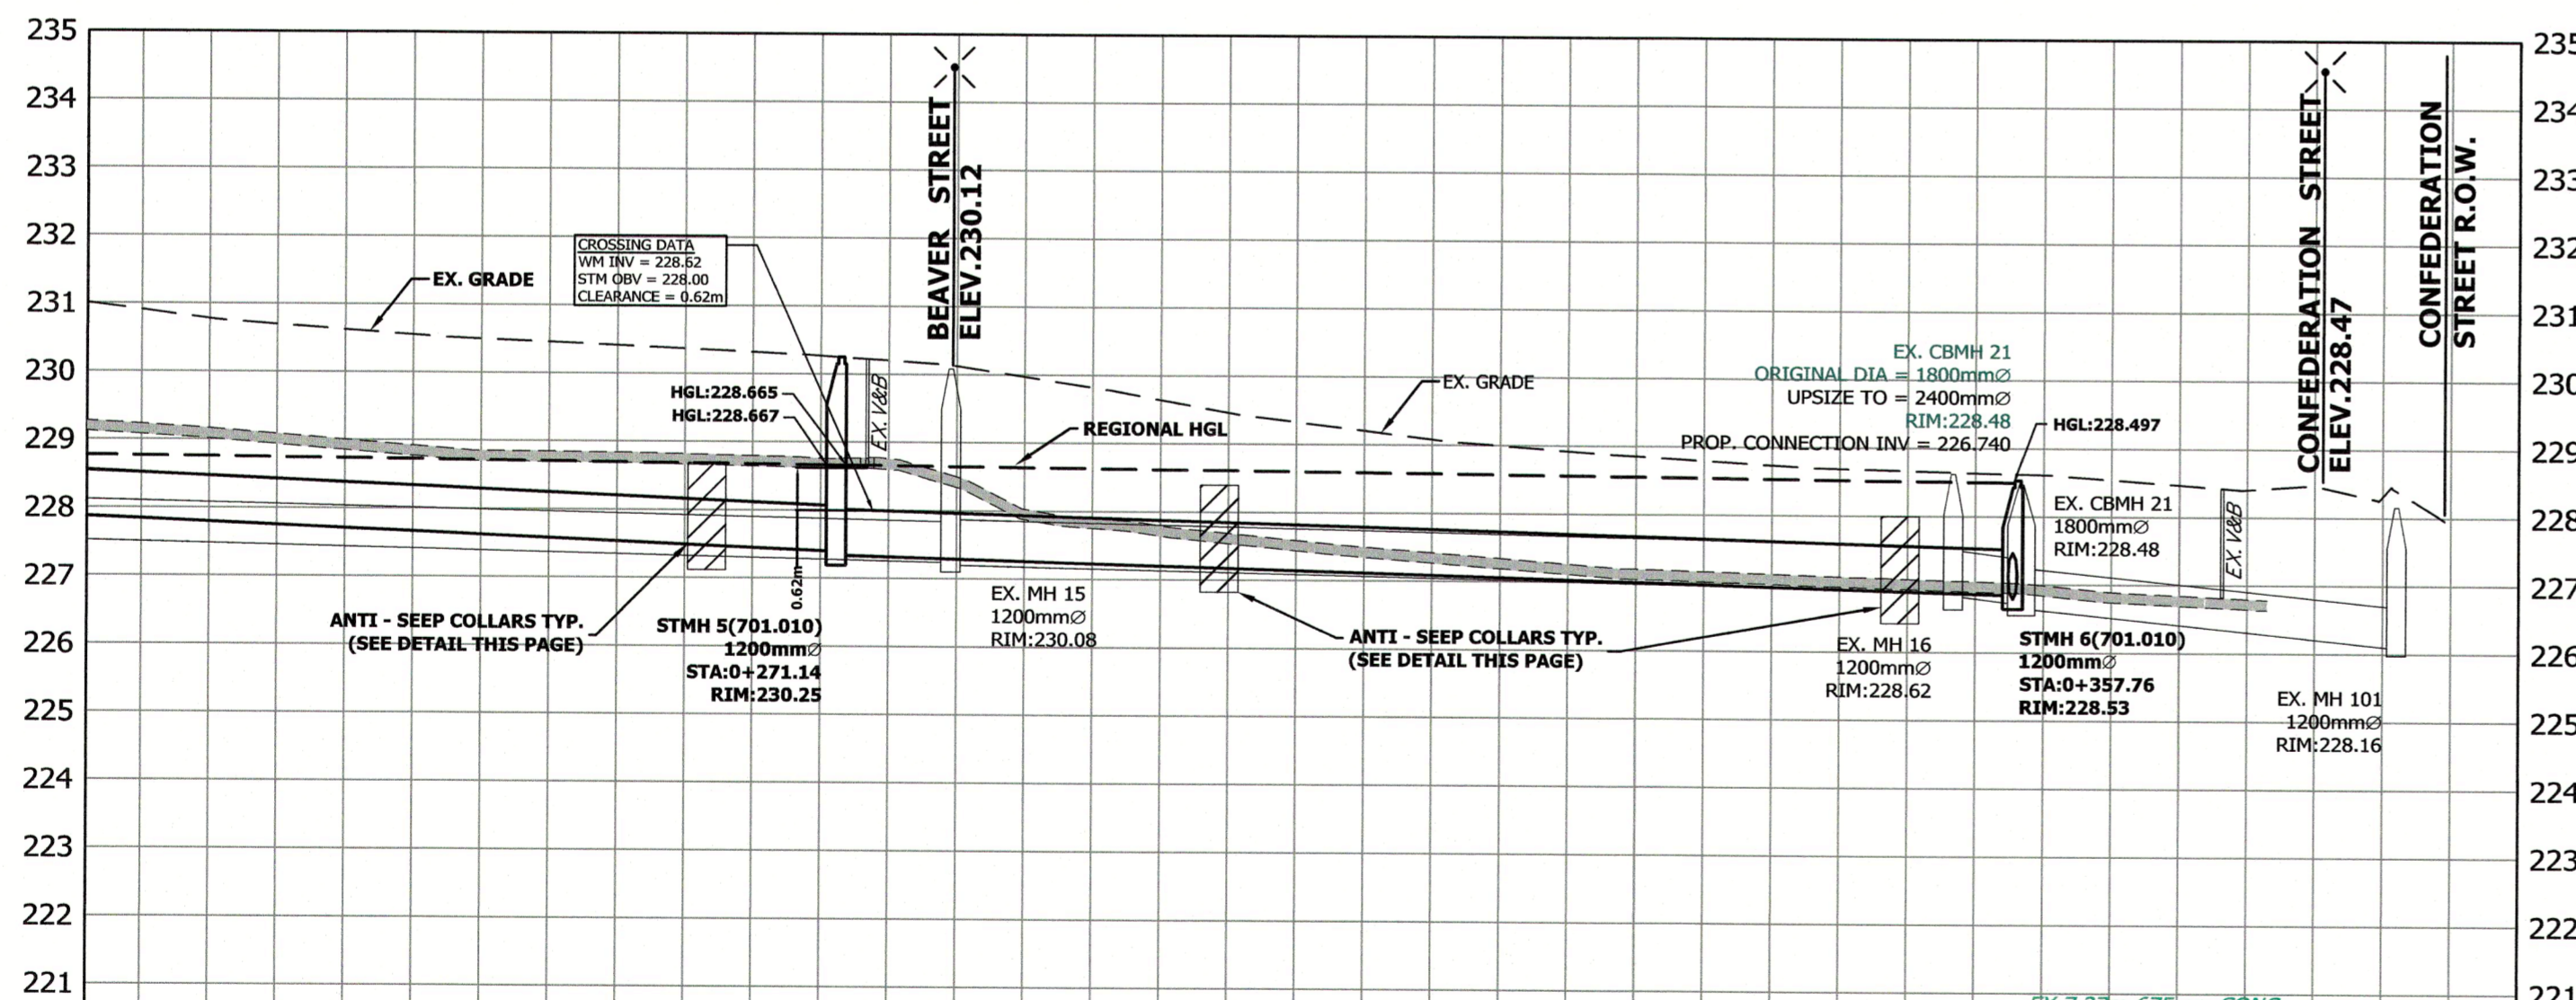 235
234
233
232
231
230
229
228
227
226
225
224
223
222
221
EX. GRADE
CROSSING DATA
WM INV = 228.62
STM OBV = 228.00
CLEARANCE = 0.62m
BEAVER STREET
ELEV.230.12
HGL:228.665
HGL:228.667
EX. V&B
REGIONAL HGL
EX. GRADE
EX. CBMH 21
ORIGINAL DIA = 1800mmØ
UPSIZE TO = 2400mmØ
RIM:228.48
PROP. CONNECTION INV = 226.740
HGL:228.497
CONFEDERATION STREET
ELEV.228.47
CONFEDERATION
STREET R.O.W.
EX. CBMH 21
1800mmØ
RIM:228.48
EX. V&B
0.62m
ANTI - SEEP COLLARS TYP.
(SEE DETAIL THIS PAGE)
STMH 5(701.010)
1200mmØ
STA:0+271.14
RIM:230.25
EX. MH 15
1200mmØ
RIM:230.08
ANTI - SEEP COLLARS TYP.
(SEE DETAIL THIS PAGE)
EX. MH 16
1200mmØ
RIM:228.62
STMH 6(701.010)
1200mmØ
STA:0+357.76
RIM:228.53
EX. MH 101
1200mmØ
RIM:228.16
235
234
233
232
231
230
229
228
227
226
225
224
223
222
221